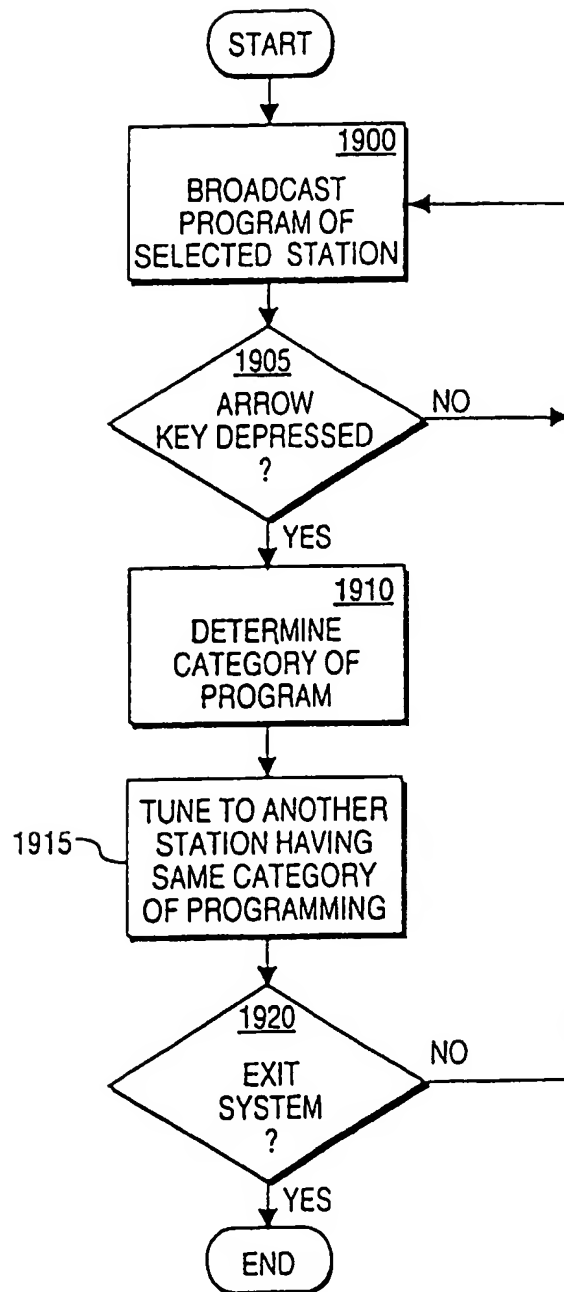 START
1900
BROADCAST
PROGRAM OF
SELECTED STATION
1905
ARROW
KEY DEPRESSED
?
NO
YES
1910
DETERMINE
CATEGORY OF
PROGRAM
1915
TUNE TO ANOTHER
STATION HAVING
SAME CATEGORY
OF PROGRAMMING
1920
EXIT
SYSTEM
?
NO
YES
END